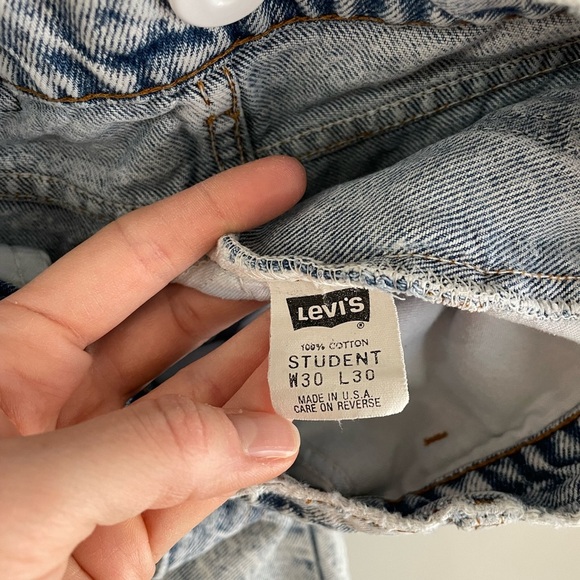 Levi's
®
100% COTTON
STUDENT
W30 L30
MADE IN U.S.A.
CARE ON REVERSE